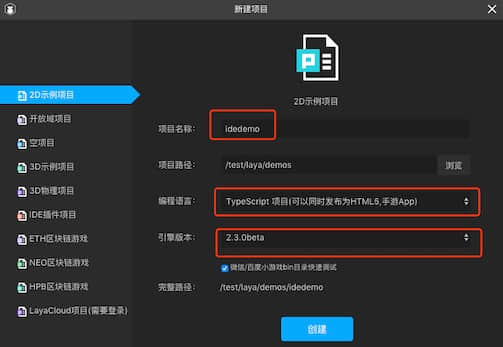 新建项目
2D示例项目
开放域项目
空项目
3D示例项目
3D物理项目
IDE插件项目
ETH区块链游戏
NEO区块链游戏
HPB区块链游戏
LayaCloud项目(需要登录)
2D示例项目
项目名称: idedemo
项目路径: /test/laya/demos 浏览
编程语言: TypeScript 项目(可以同时发布为HTML5,手游App)
引擎版本: 2.3.0beta
微信/百度小游戏bin目录快速调试
完整路径: /test/laya/demos/idedemo
创建